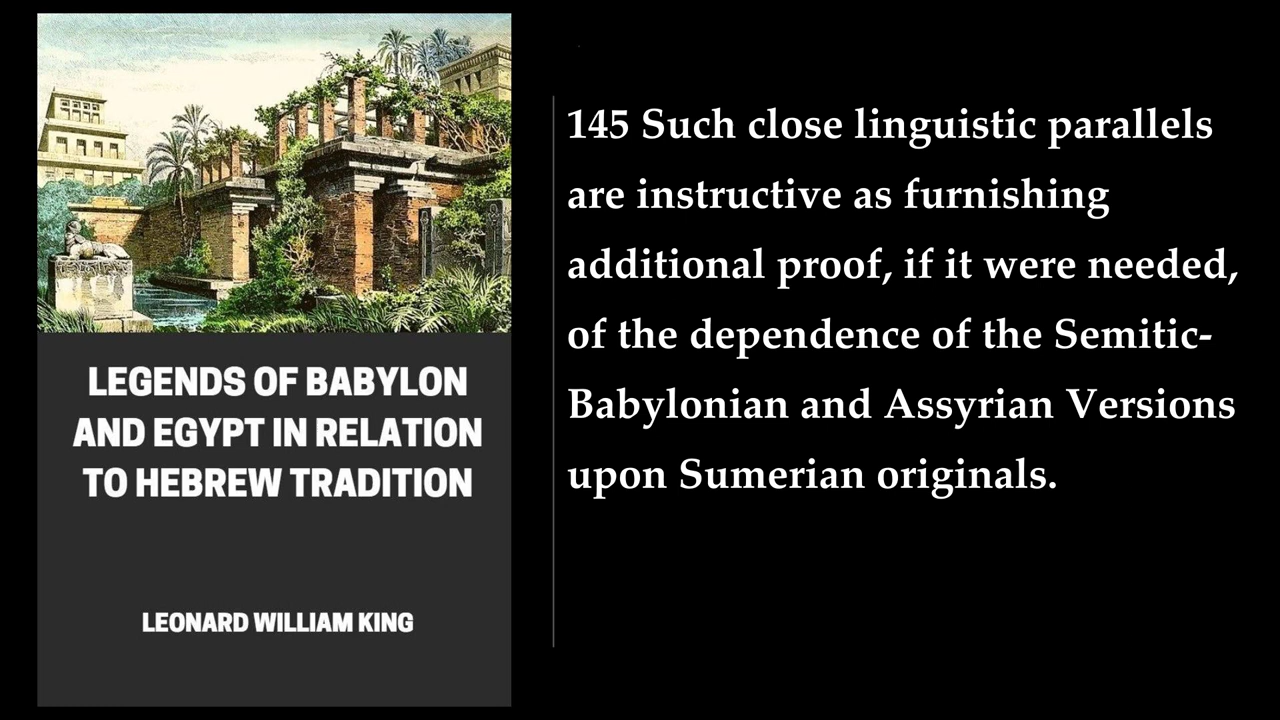 LEGENDS OF BABYLON
AND EGYPT IN RELATION
TO HEBREW TRADITION
LEONARD WILLIAM KING
145 Such close linguistic parallels
are instructive as furnishing
additional proof, if it were needed,
of the dependence of the Semitic-
Babylonian and Assyrian Versions
upon Sumerian originals.